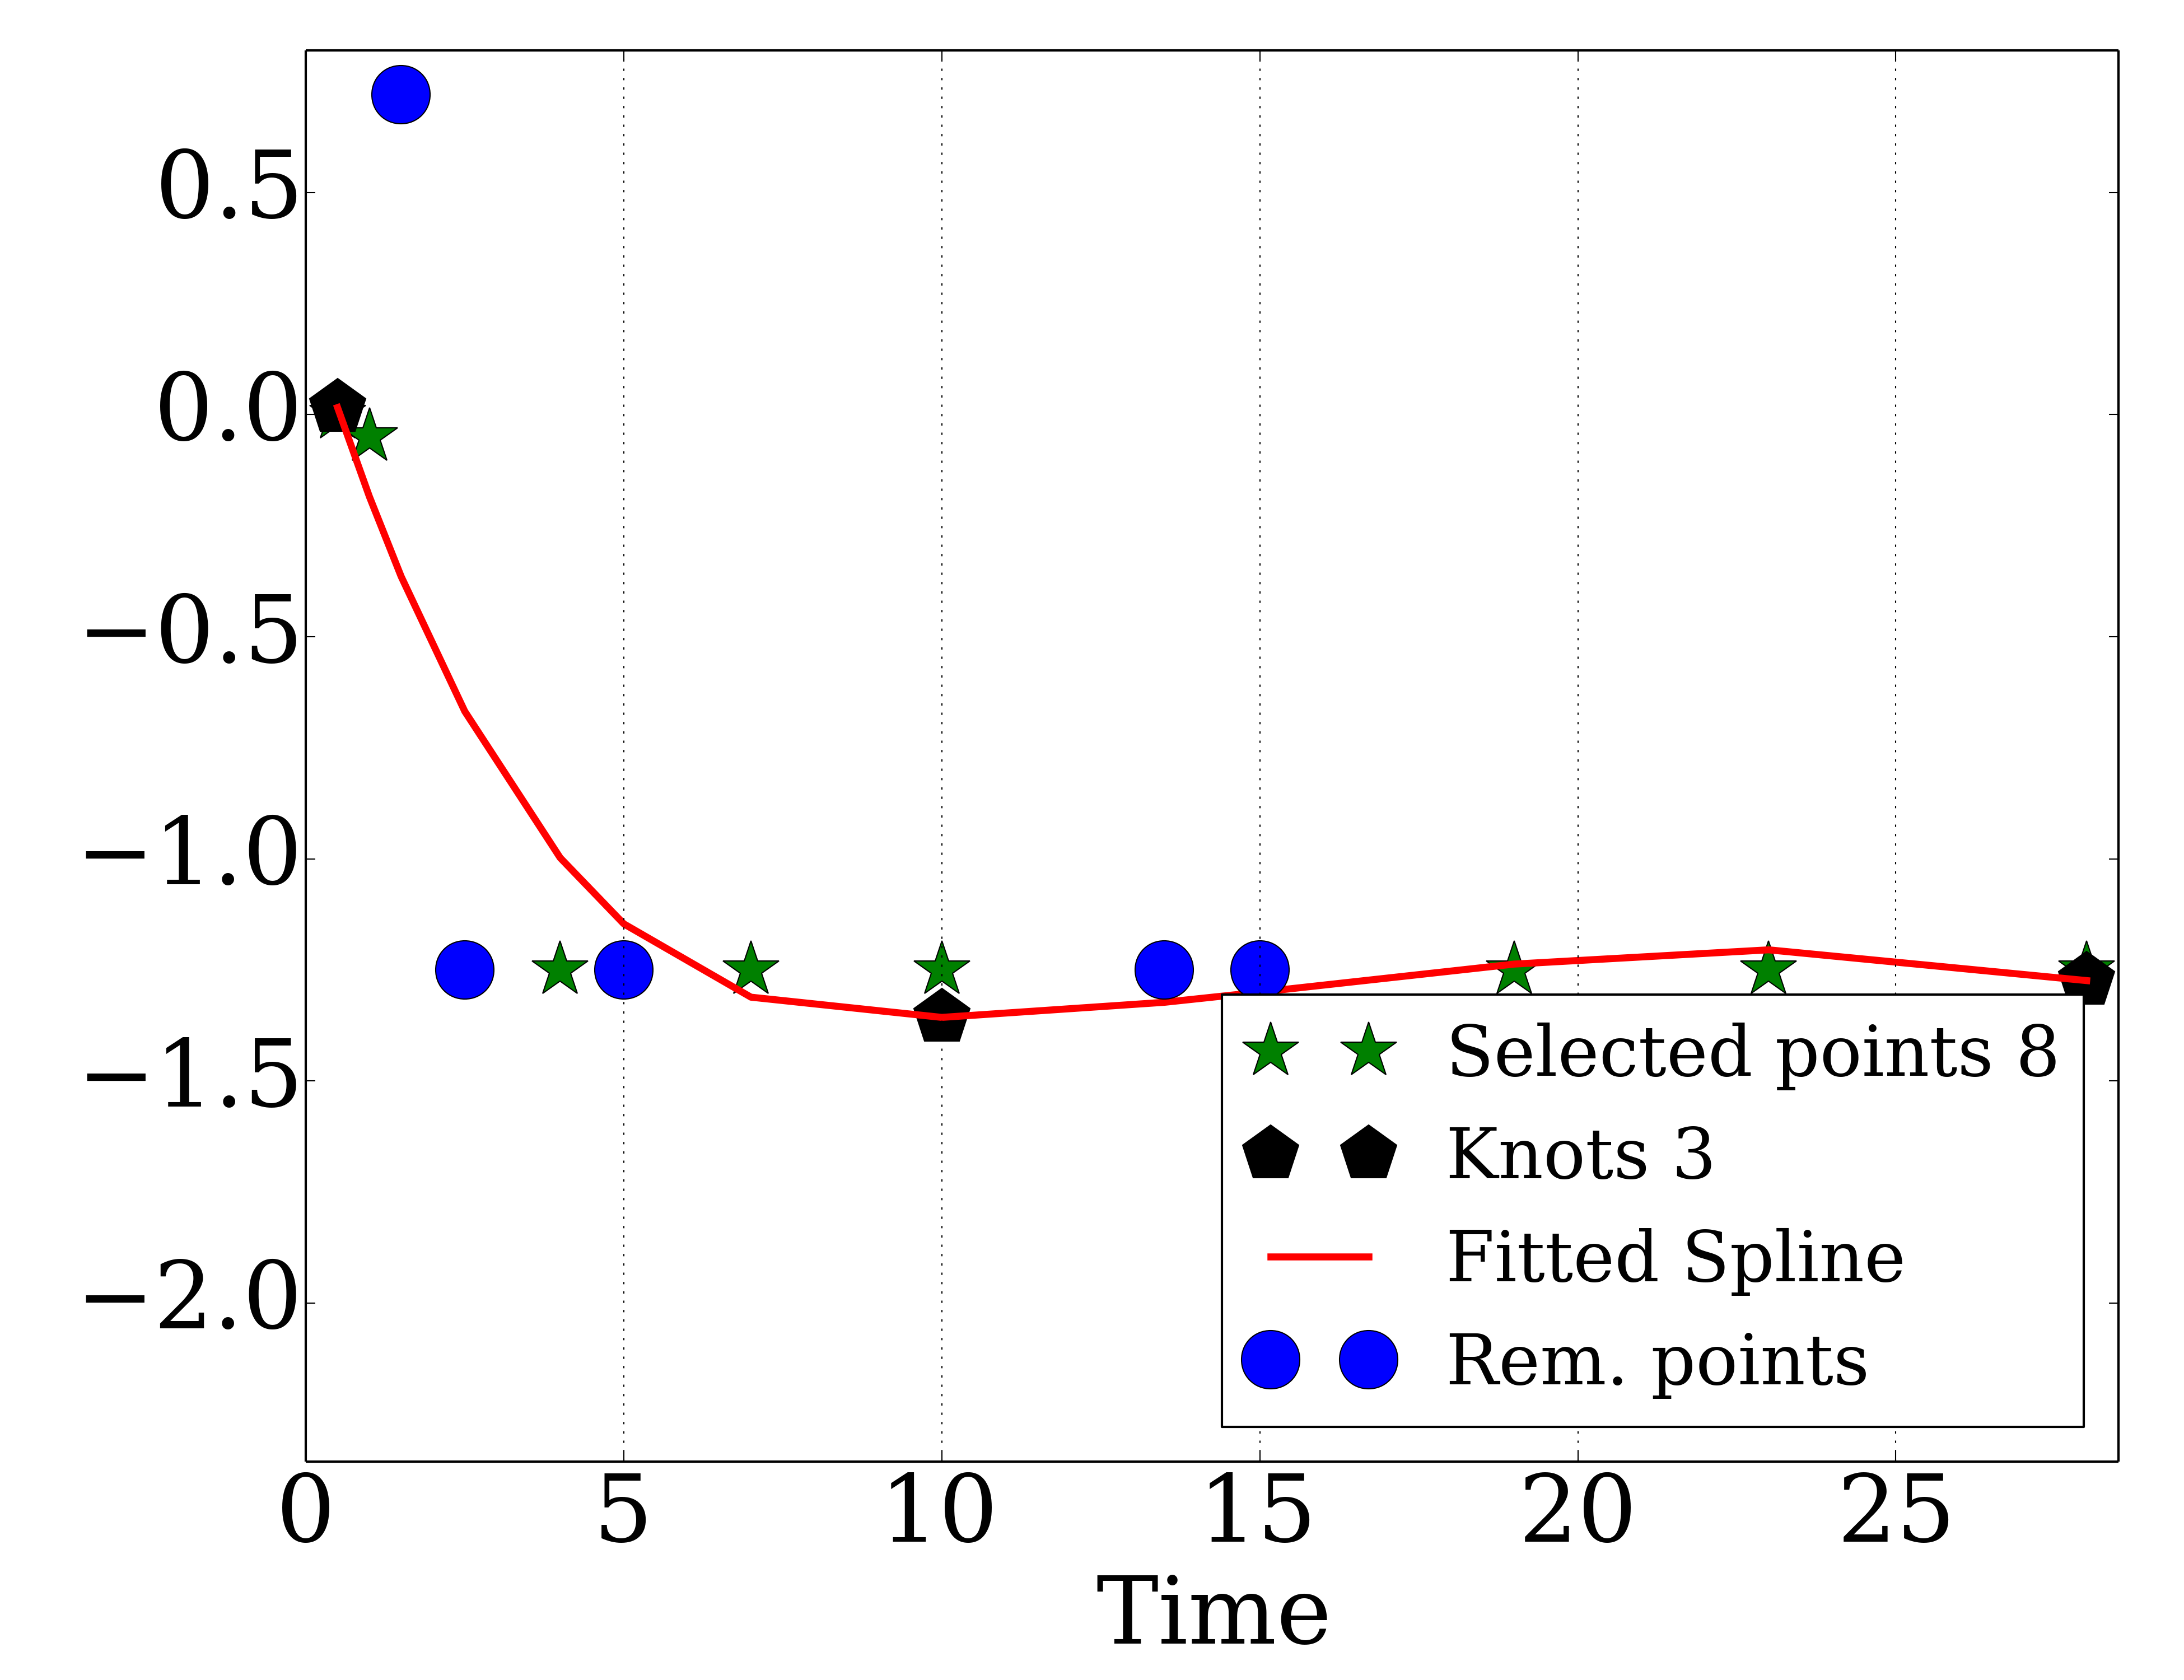 0.5
0.0
−0.5
−1.0
−1.5
−2.0
Selected points 8
Knots 3
Fitted Spline
Rem. points
0 5 10 15 20 25
Time